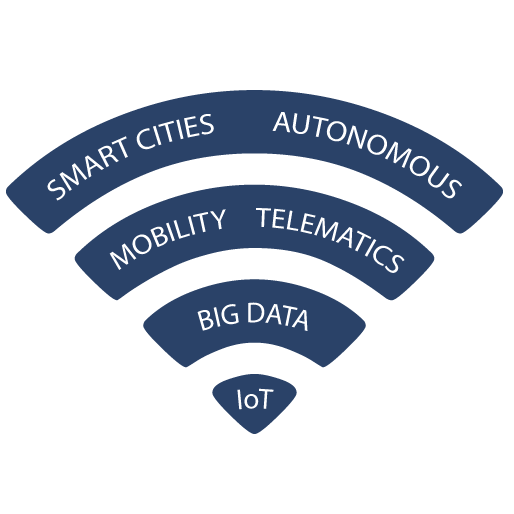 SMART CITIES AUTONOMOUS
MOBILITY TELEMATICS
BIG DATA
IoT